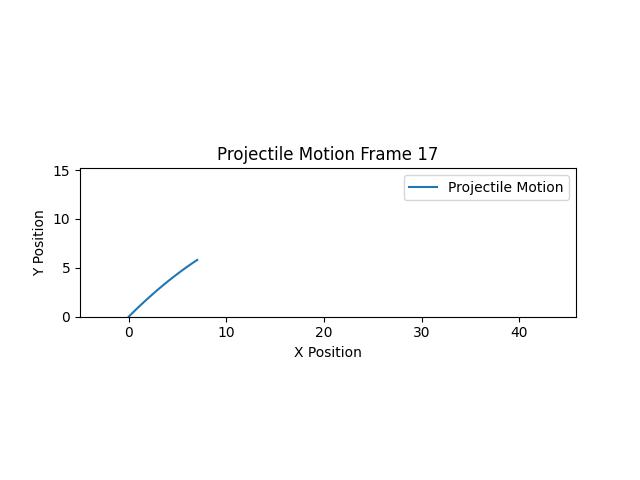 Projectile Motion Frame 17
Projectile Motion
15
10
5
0
Y Position
0 10 20 30 40
X Position